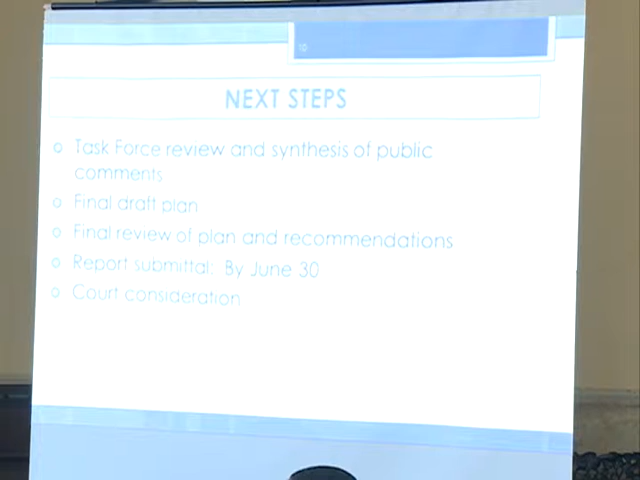 10
NEXT STEPS
o Task Force review and synthesis of public
comments
o Final draft plan
o Final review of plan and recommendations
o Report submittal: By June 30
o Court consideration